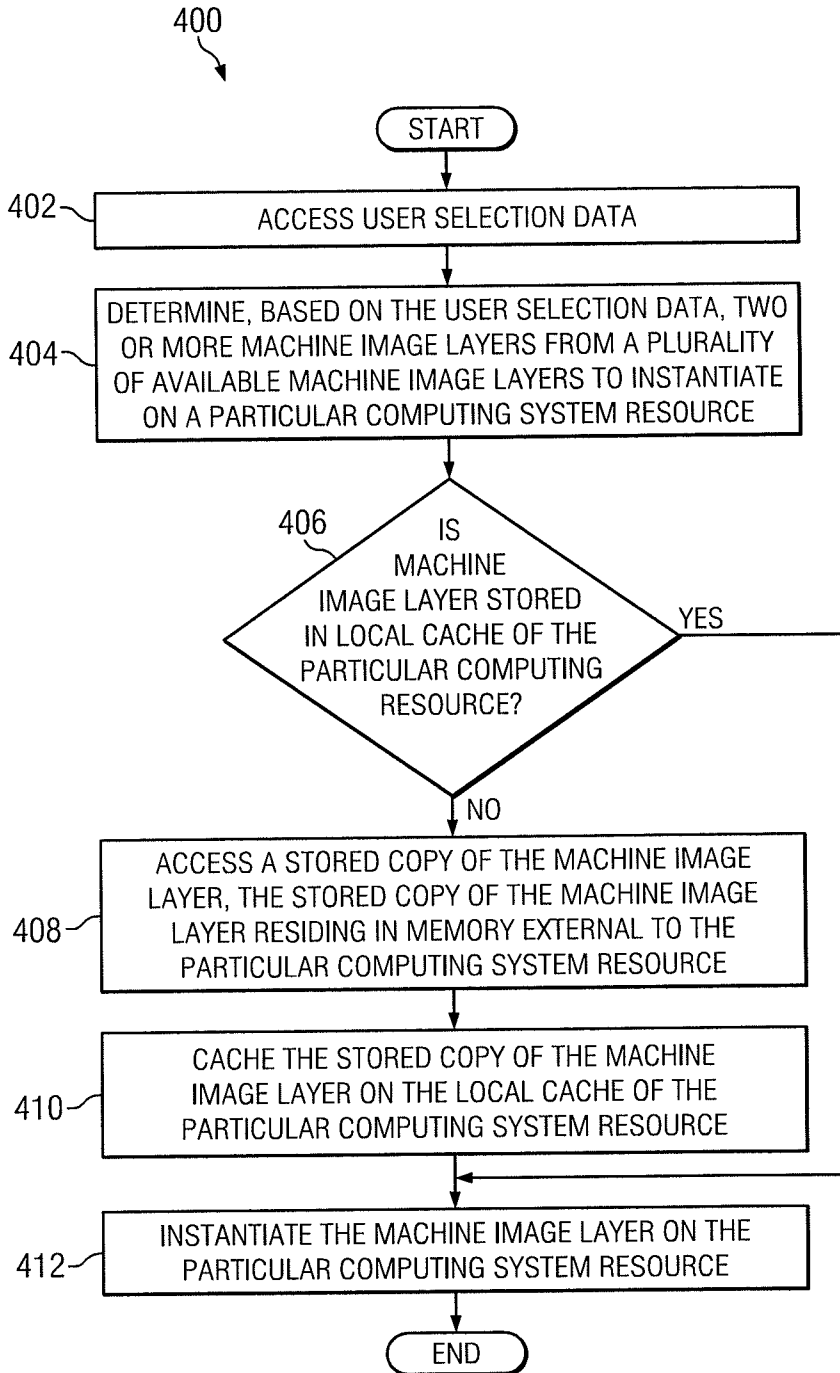 400
START
402
ACCESS USER SELECTION DATA
404
DETERMINE, BASED ON THE USER SELECTION DATA, TWO
OR MORE MACHINE IMAGE LAYERS FROM A PLURALITY
OF AVAILABLE MACHINE IMAGE LAYERS TO INSTANTIATE
ON A PARTICULAR COMPUTING SYSTEM RESOURCE
406
IS
MACHINE
IMAGE LAYER STORED
IN LOCAL CACHE OF THE
PARTICULAR COMPUTING
RESOURCE?
YES
NO
408
ACCESS A STORED COPY OF THE MACHINE IMAGE
LAYER, THE STORED COPY OF THE MACHINE IMAGE
LAYER RESIDING IN MEMORY EXTERNAL TO THE
PARTICULAR COMPUTING SYSTEM RESOURCE
410
CACHE THE STORED COPY OF THE MACHINE
IMAGE LAYER ON THE LOCAL CACHE OF THE
PARTICULAR COMPUTING SYSTEM RESOURCE
412
INSTANTIATE THE MACHINE IMAGE LAYER ON THE
PARTICULAR COMPUTING SYSTEM RESOURCE
END